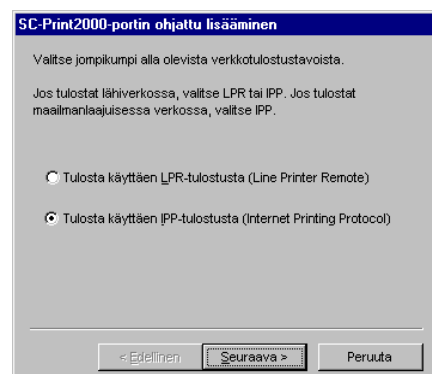 SC-Print2000-portin ohjattu lisääminen
Valitse jompikumpi alla olevista verkkotulostustavoista.
Jos tulostat lähiverkossa, valitse LPR tai IPP. Jos tulostat
maailmanlaajuisessa verkossa, valitse IPP.
Tulosta käyttäen LPR-tulostusta (Line Printer Remote)
Tulosta käyttäen IPP-tulostusta (Internet Printing Protocol)
< Edellinen Seuraava > Peruuta